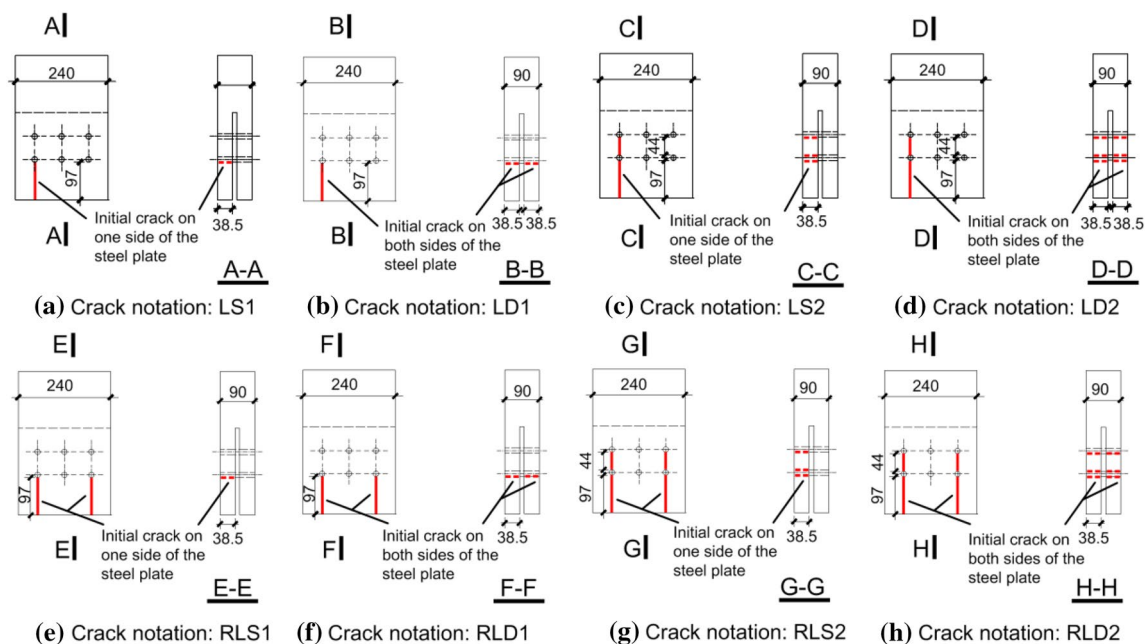 A
240
97
Initial crack on
one side of the
steel plate
A
38.5
A-A
(a) Crack notation: LS1
B
240
90
97
Initial crack on
both sides of the
steel plate
B
38.5 38.5
B-B
(b) Crack notation: LD1
C
240
90
44
97
Initial crack on
one side of the
steel plate
C
38.5
C-C
(c) Crack notation: LS2
D
240
90
44
97
Initial crack on
both sides of the
steel plate
D
38.5 38.5
D-D
(d) Crack notation: LD2
E
240
90
97
Initial crack on
one side of the
steel plate
E
38.5
E-E
(e) Crack notation: RLS1
F
240
90
97
Initial crack on
both sides of the
steel plate
F
38.5
F-F
(f) Crack notation: RLD1
G
240
90
44
97
Initial crack on
one side of the
steel plate
G
38.5
G-G
(g) Crack notation: RLS2
H
240
90
44
97
Initial crack on
both sides of the
steel plate
H
38.5
H-H
(h) Crack notation: RLD2